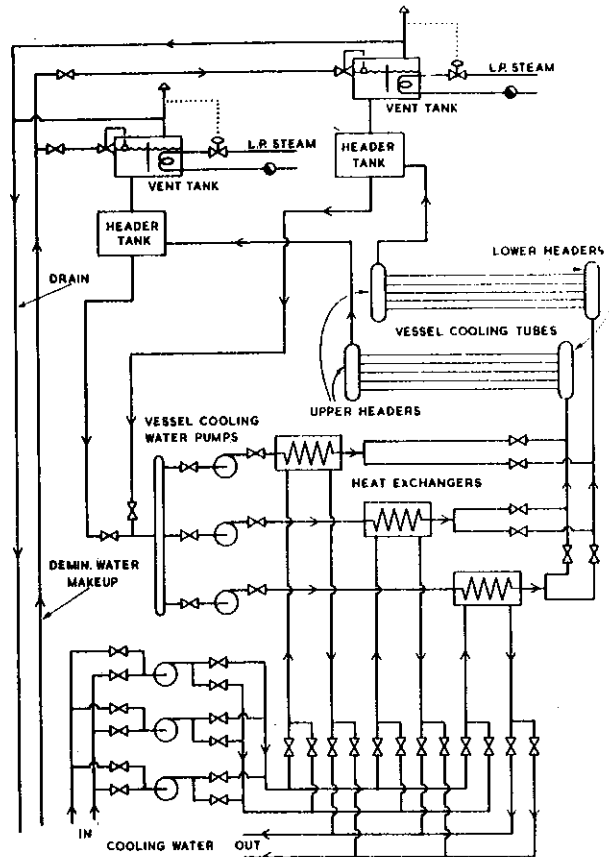 L.P. STEAM
VENT TANK
L.P. STEAM
VENT TANK
HEADER
TANK
HEADER
TANK
LOWER HEADERS
DRAIN
VESSEL COOLING TUBES
UPPER HEADERS
VESSEL COOLING
WATER PUMPS
HEAT EXCHANGERS
DEMIN. WATER
MAKEUP
IN
COOLING WATER OUT